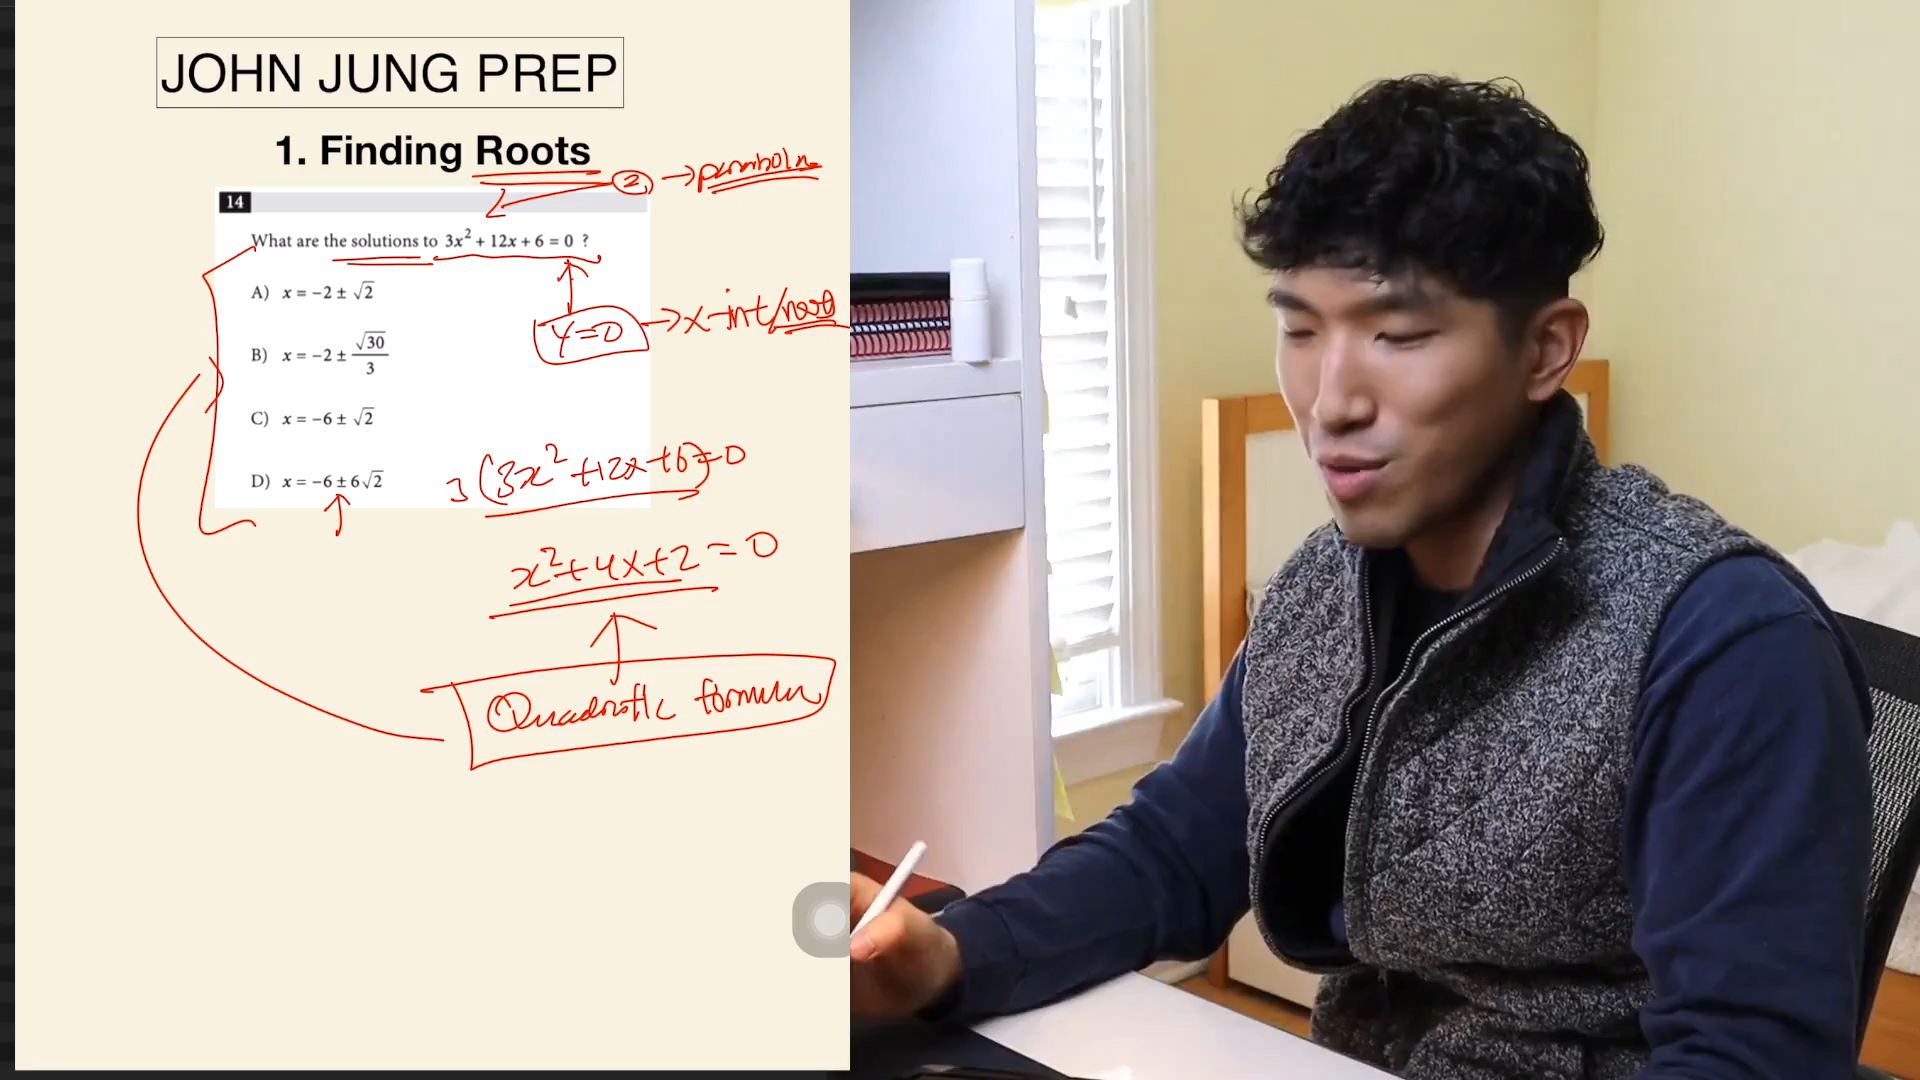 JOHN JUNG PREP
1. Finding Roots
2 → parabola
14
What are the solutions to 3x² + 12x + 6 = 0 ?
A) x = −2 ± √2
y=0 → x-int/root
B) x = −2 ± √30/3
C) x = −6 ± √2
3(3x²+12x+6)=0
D) x = −6 ± 6√2
x²+4x+2=0
Quadratic formula